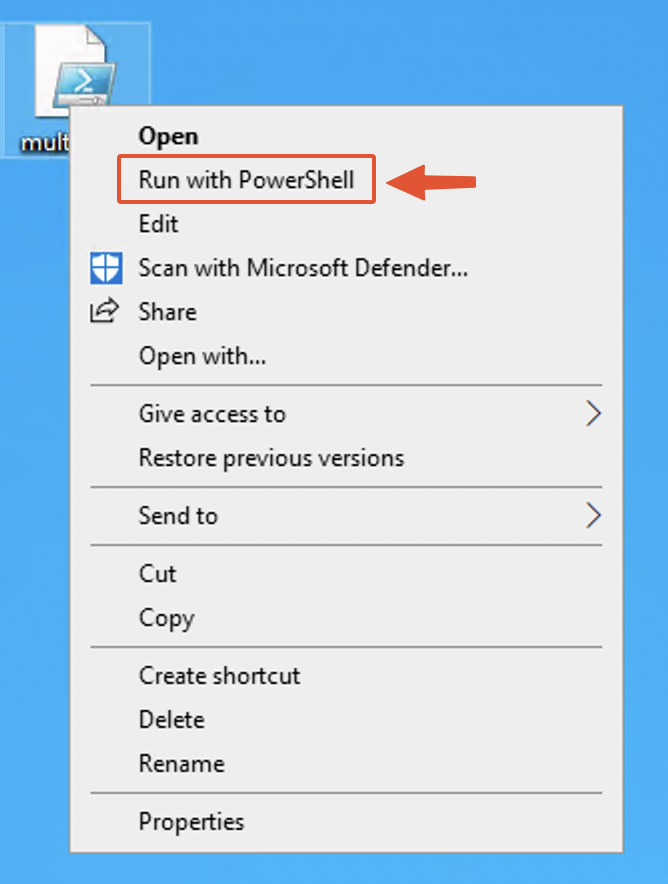 Open
Run with PowerShell
Edit
Scan with Microsoft Defender...
Share
Open with...
Give access to
Restore previous versions
Send to
Cut
Copy
Create shortcut
Delete
Rename
Properties